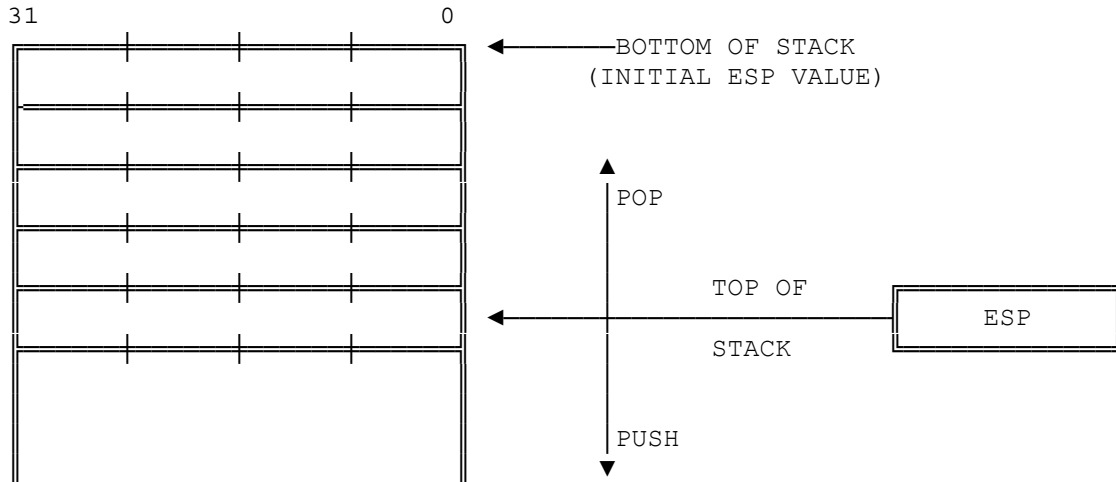 31 0
BOTTOM OF STACK
(INITIAL ESP VALUE)
POP
TOP OF
ESP
STACK
PUSH